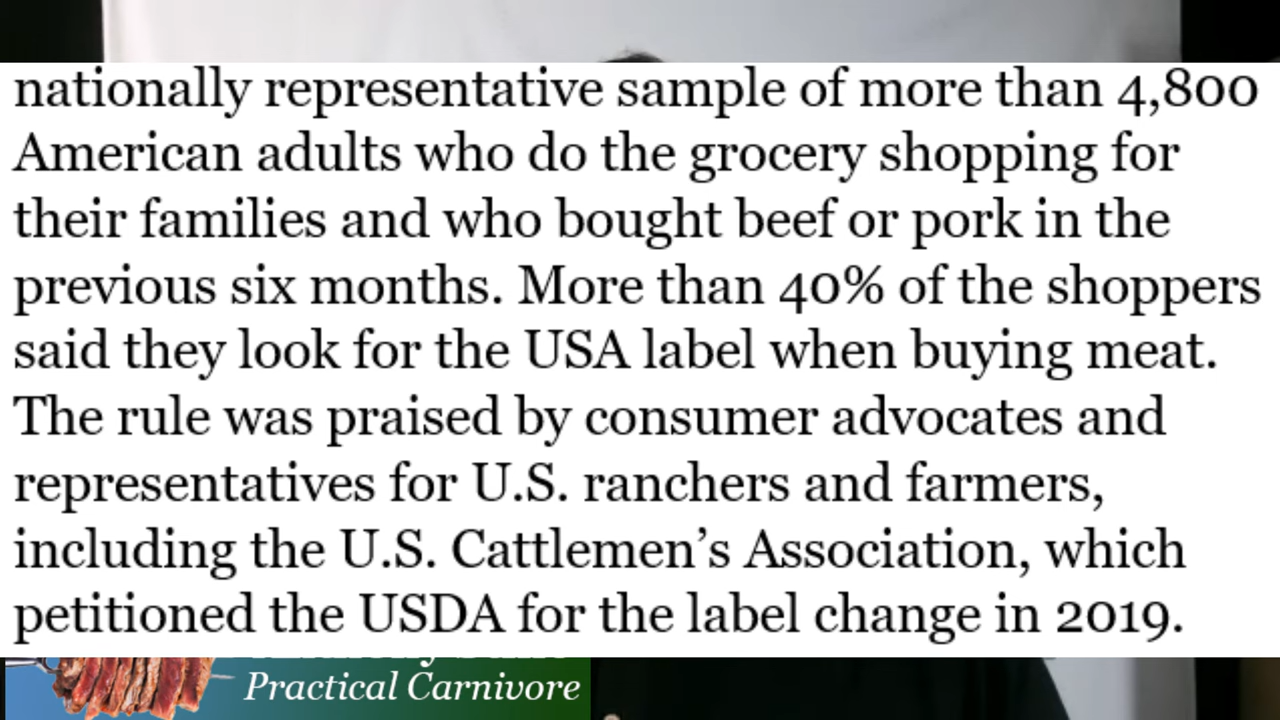 nationally representative sample of more than 4,800
American adults who do the grocery shopping for
their families and who bought beef or pork in the
previous six months. More than 40% of the shoppers
said they look for the USA label when buying meat.
The rule was praised by consumer advocates and
representatives for U.S. ranchers and farmers,
including the U.S. Cattlemen’s Association, which
petitioned the USDA for the label change in 2019.
Practical Carnivore